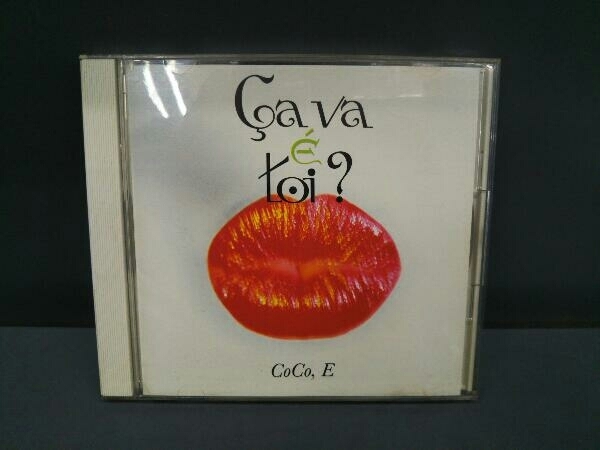 Ça va
É
toi?
CoCo, E